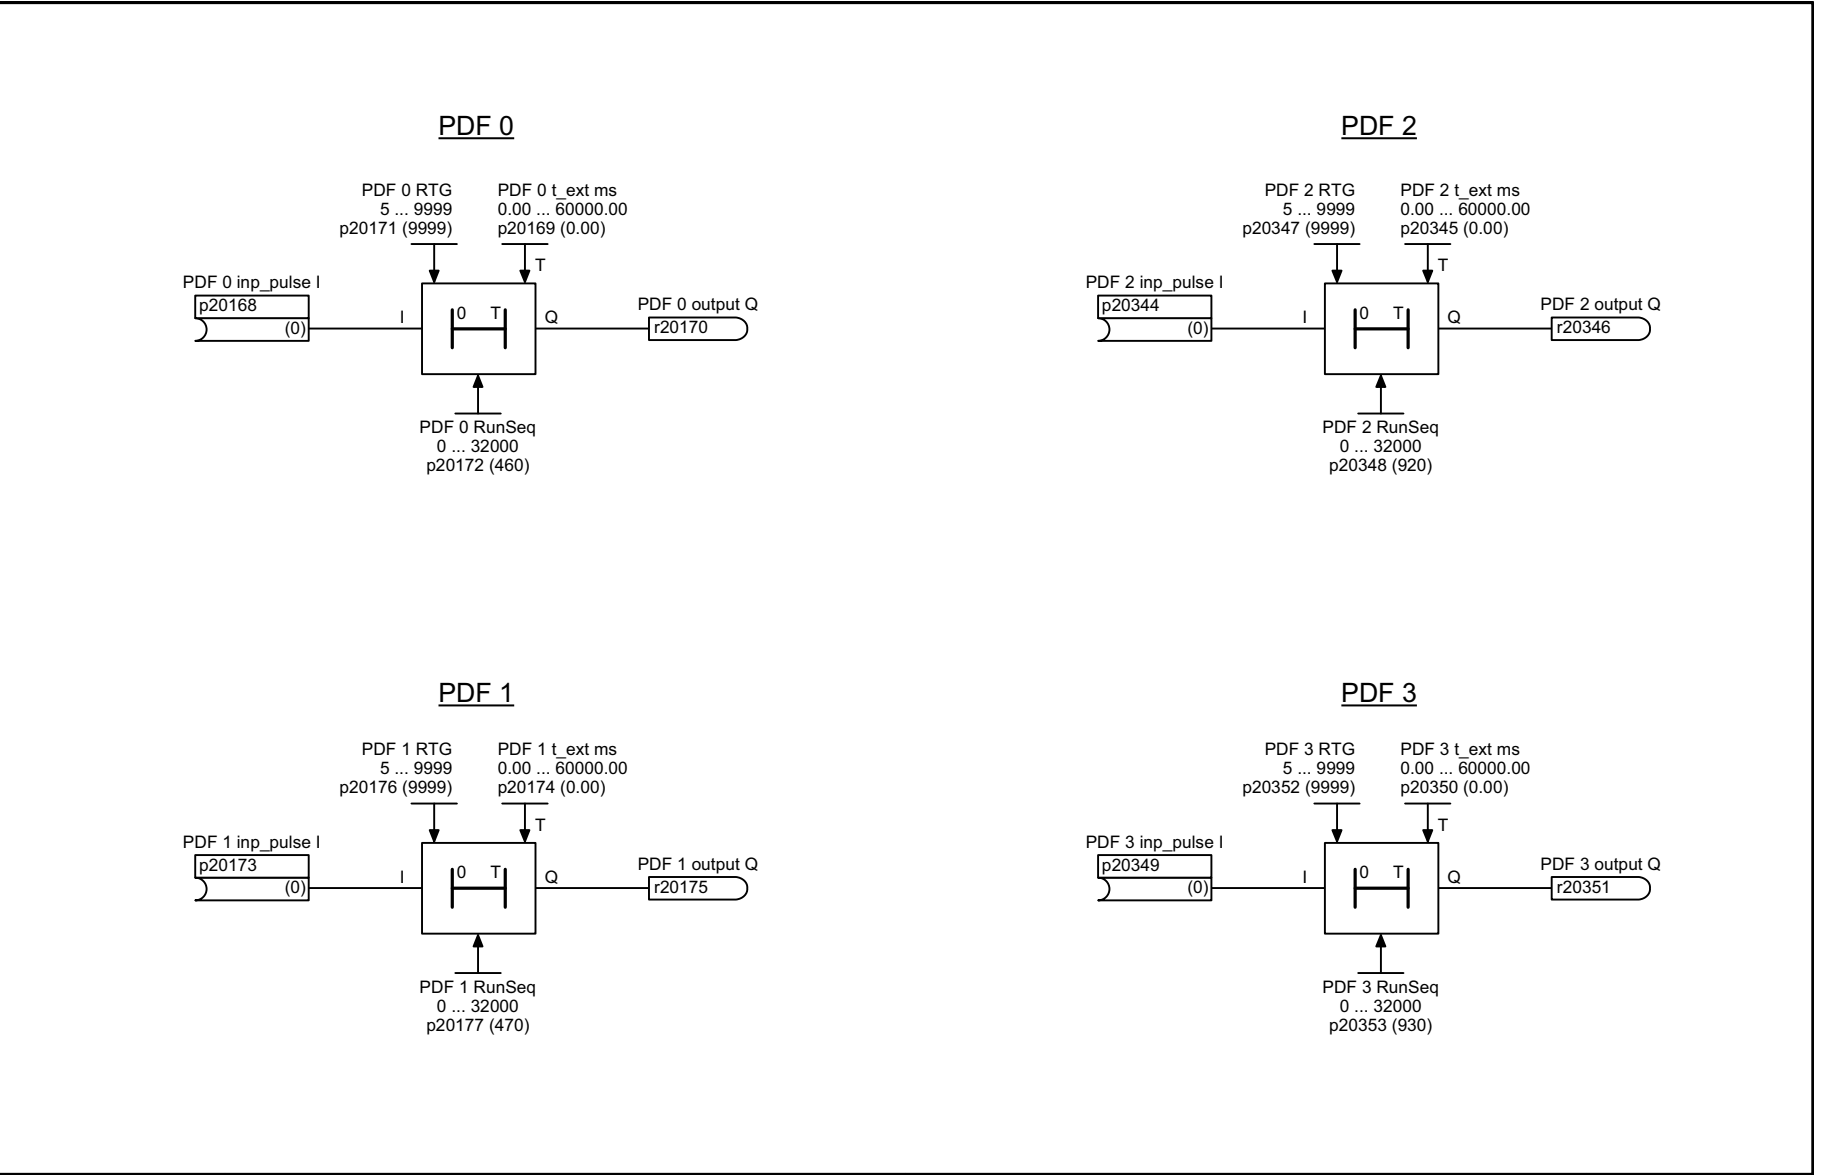 PDF 0
PDF 0 RTG
5 ... 9999
p20171 (9999)
PDF 0 t_ext ms
0.00 ... 60000.00
p20169 (0.00)
T
PDF 0 inp_pulse I
p20168
(0)
I
0 T
Q
PDF 0 output Q
r20170
PDF 0 RunSeq
0 ... 32000
p20172 (460)
PDF 2
PDF 2 RTG
5 ... 9999
p20347 (9999)
PDF 2 t_ext ms
0.00 ... 60000.00
p20345 (0.00)
T
PDF 2 inp_pulse I
p20344
(0)
I
0 T
Q
PDF 2 output Q
r20346
PDF 2 RunSeq
0 ... 32000
p20348 (920)
PDF 1
PDF 1 RTG
5 ... 9999
p20176 (9999)
PDF 1 t_ext ms
0.00 ... 60000.00
p20174 (0.00)
T
PDF 1 inp_pulse I
p20173
(0)
I
0 T
Q
PDF 1 output Q
r20175
PDF 1 RunSeq
0 ... 32000
p20177 (470)
PDF 3
PDF 3 RTG
5 ... 9999
p20352 (9999)
PDF 3 t_ext ms
0.00 ... 60000.00
p20350 (0.00)
T
PDF 3 inp_pulse I
p20349
(0)
I
0 T
Q
PDF 3 output Q
r20351
PDF 3 RunSeq
0 ... 32000
p20353 (930)